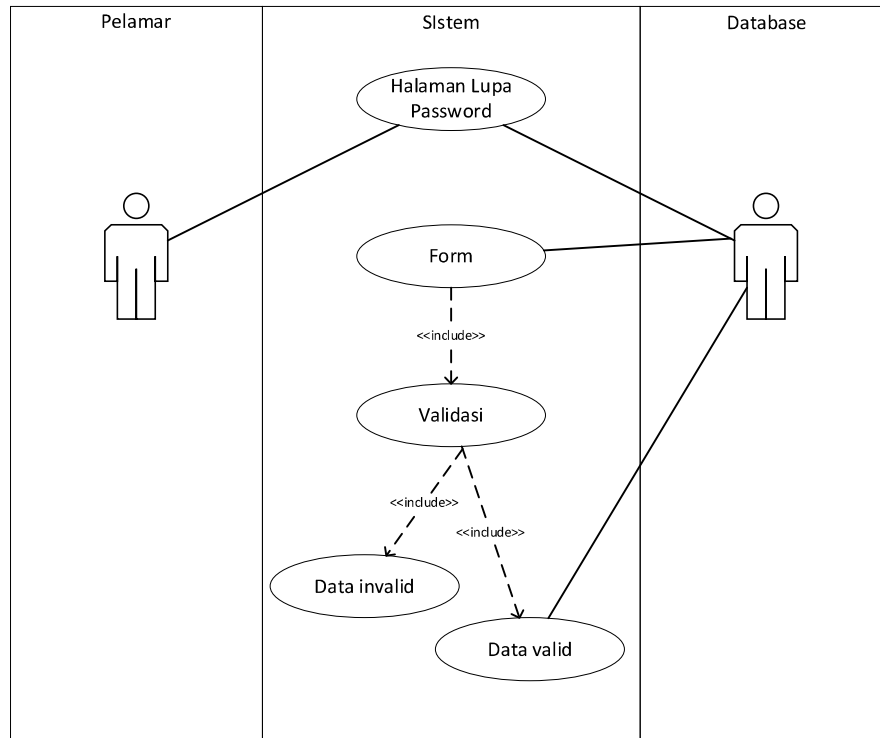 Pelamar
SIstem
Database
Halaman Lupa
Password
Form
<<include>>
Validasi
<<include>>
<<include>>
Data invalid
Data valid